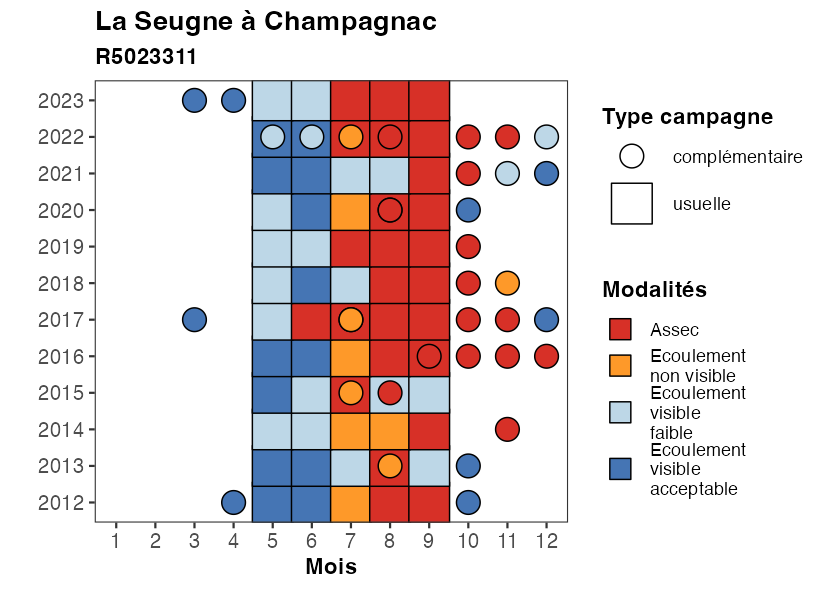 La Seugne à Champagnac
R5023311
2023
2022
2021
2020
2019
2018
2017
2016
2015
2014
2013
2012
1 2 3 4 5 6 7 8 9 10 11 12
Mois
Type campagne
complémentaire
usuelle
Modalités
Assec
Ecoulement
non visible
Ecoulement
visible
faible
Ecoulement
visible
acceptable